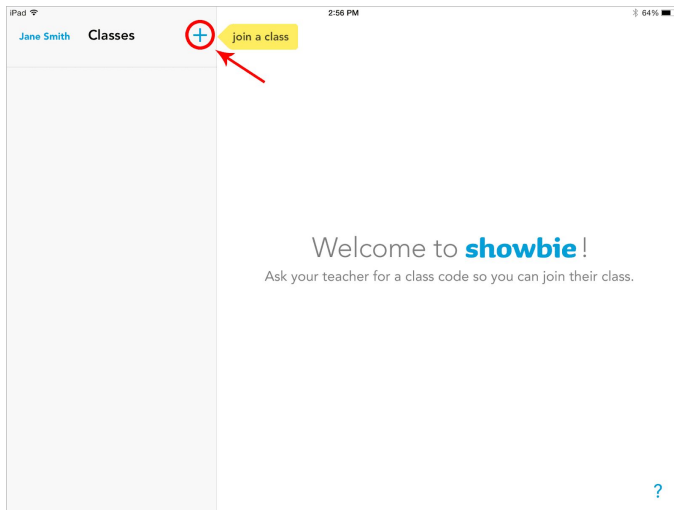 iPad 2:56 PM 64%
Jane Smith Classes + join a class
Welcome to showbie!
Ask your teacher for a class code so you can join their class.
?